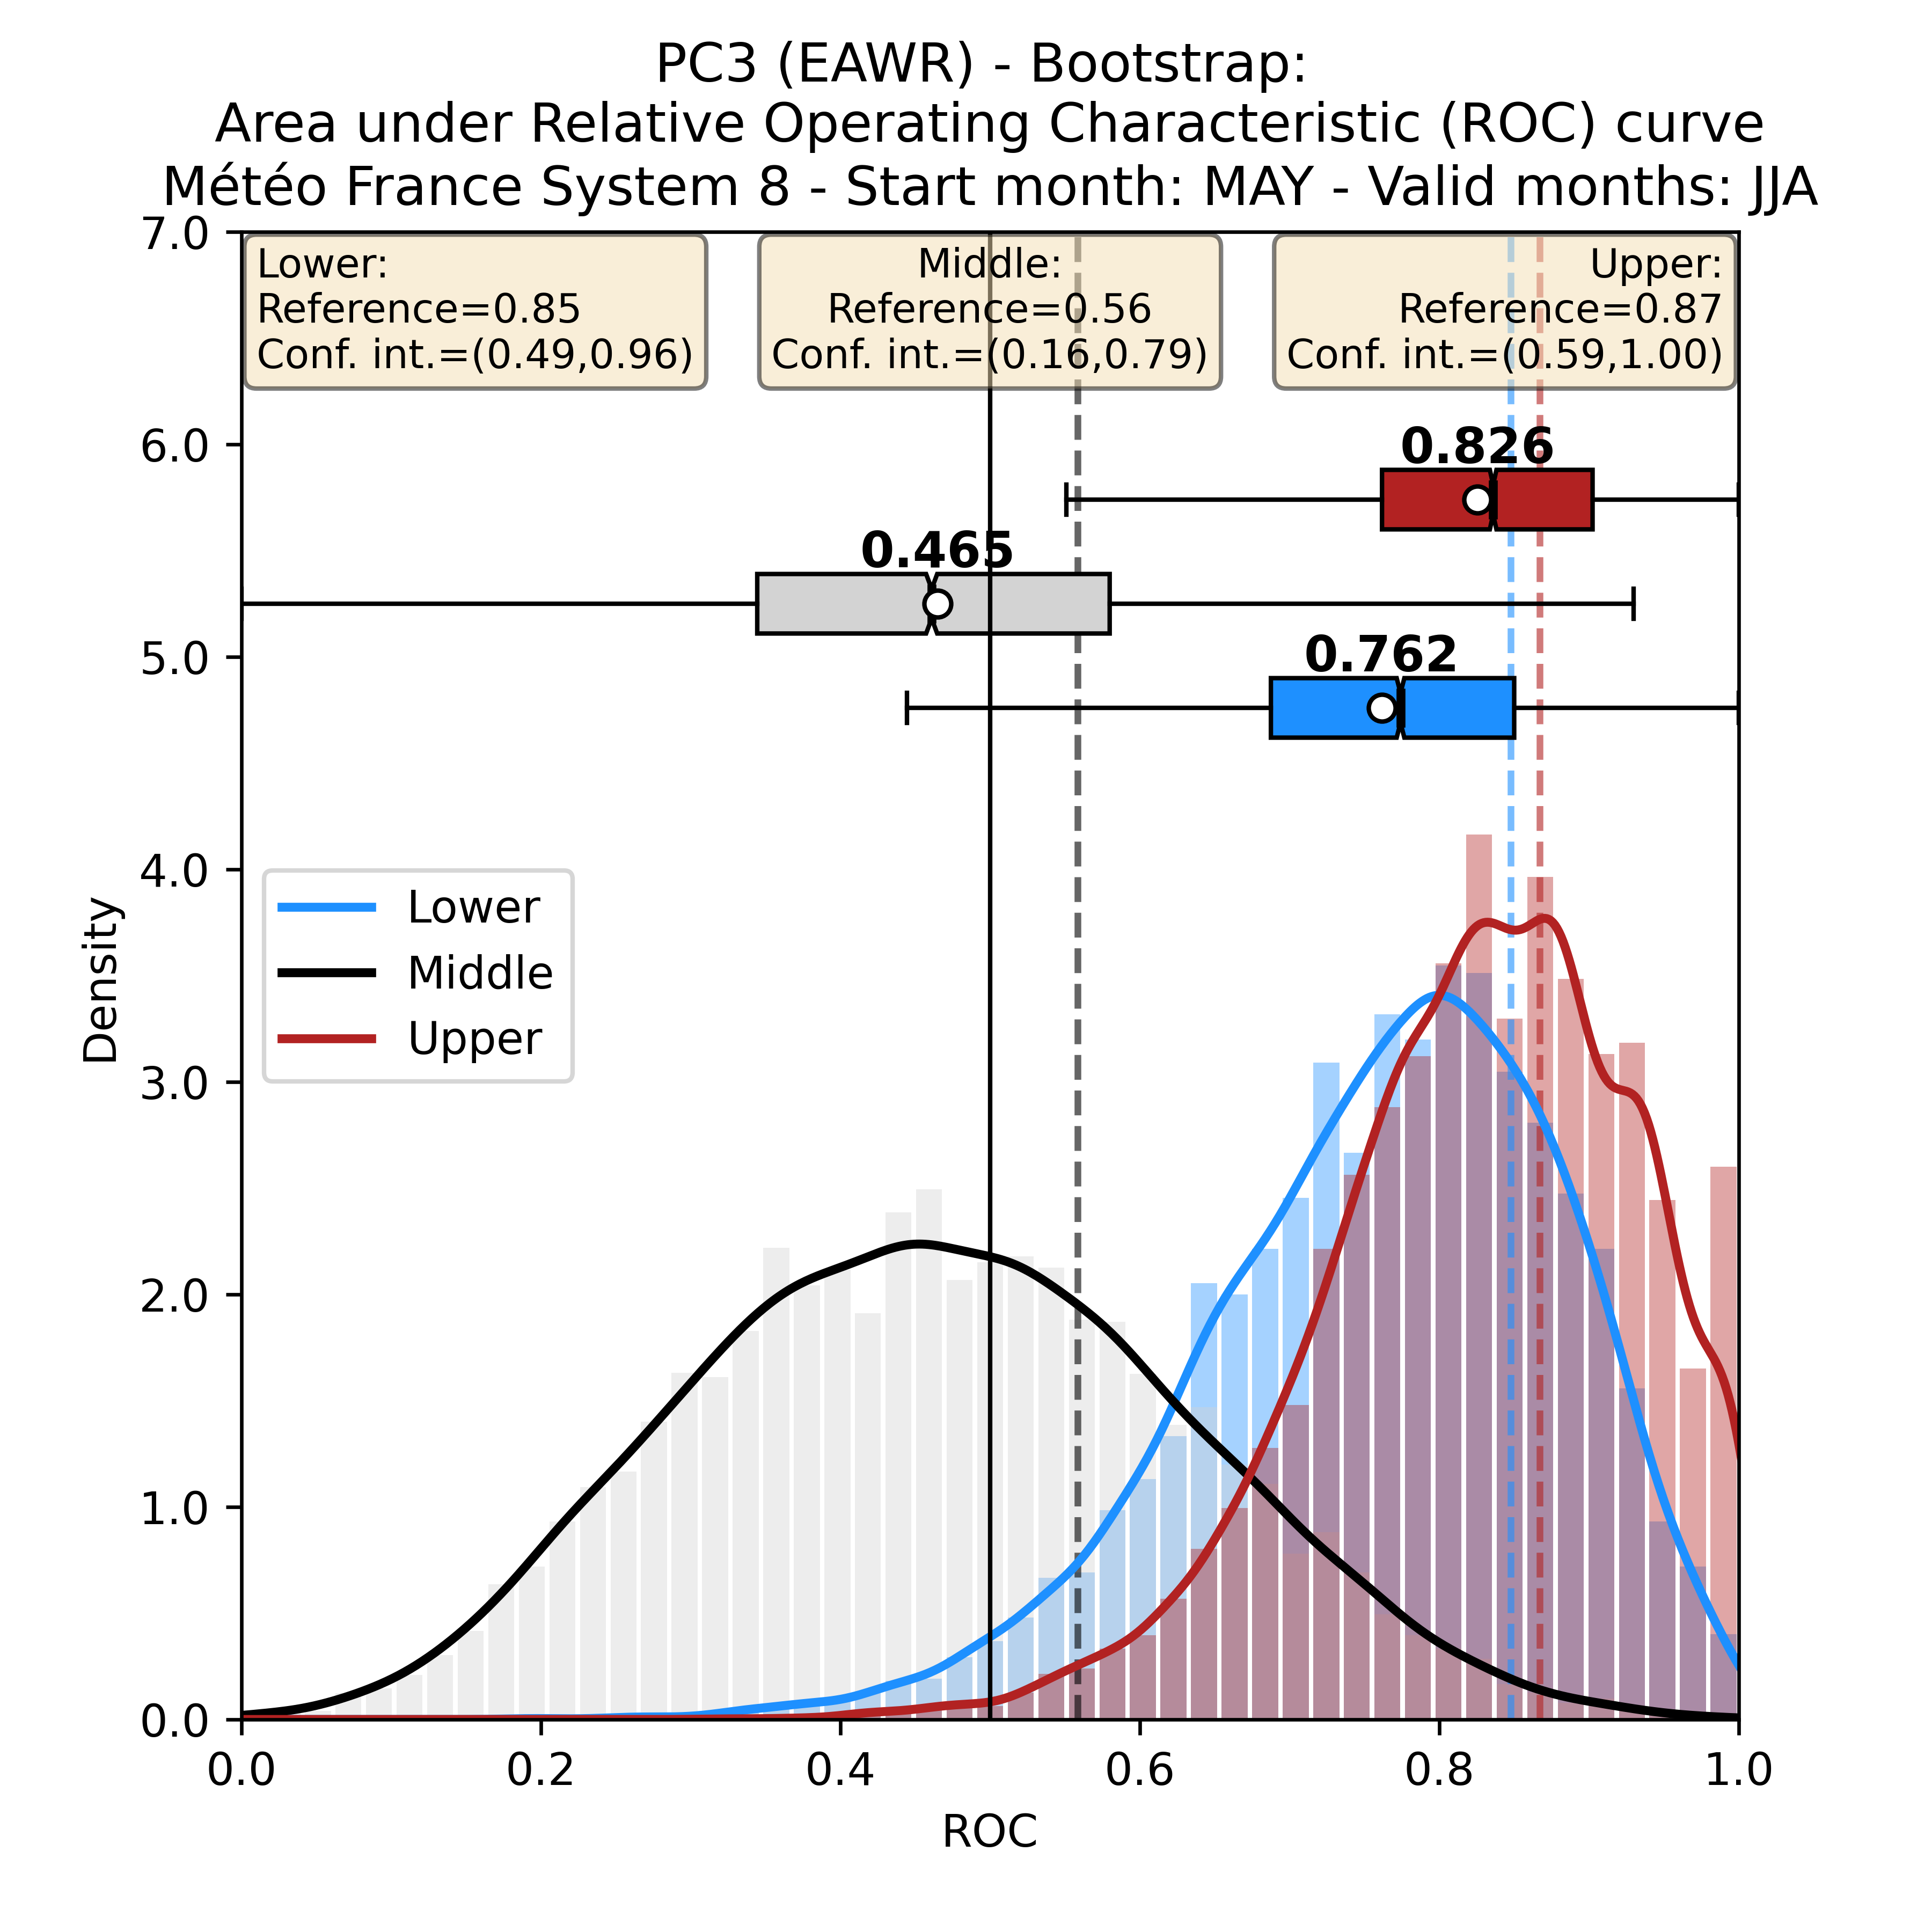 PC3 (EAWR) - Bootstrap:
Area under Relative Operating Characteristic (ROC) curve
Météo France System 8 - Start month: MAY - Valid months: JJA
Lower:
Reference=0.85
Conf. int.=(0.49,0.96)
Middle:
Reference=0.56
Conf. int.=(0.16,0.79)
Upper:
Reference=0.87
Conf. int.=(0.59,1.00)
7.0
6.0
5.0
4.0
3.0
2.0
1.0
0.0
Density
0.826
0.465
0.762
Lower
Middle
Upper
0.0 0.2 0.4 0.6 0.8 1.0
ROC